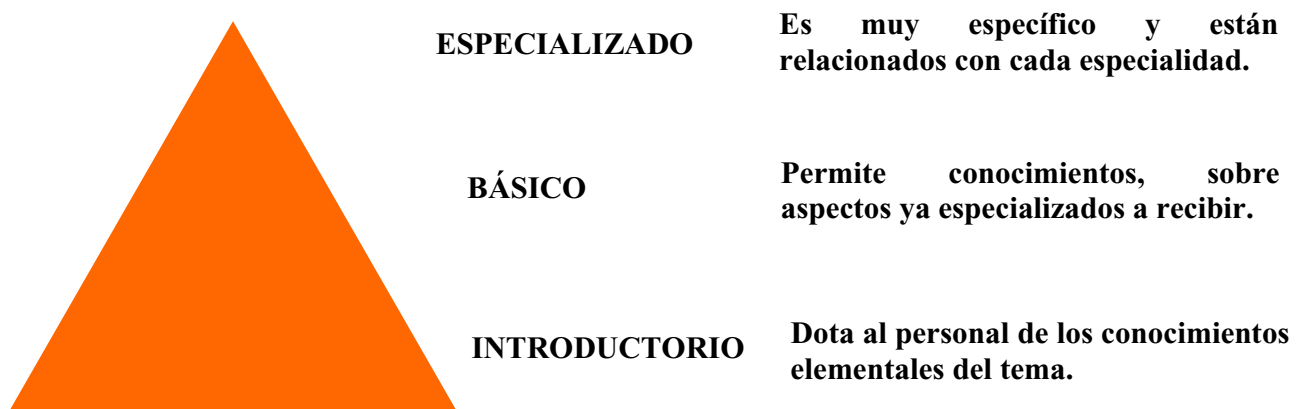 ESPECIALIZADO
Es muy específico y están
relacionados con cada especialidad.
BÁSICO
Permite conocimientos, sobre
aspectos ya especializados a recibir.
INTRODUCTORIO
Dota al personal de los conocimientos
elementales del tema.